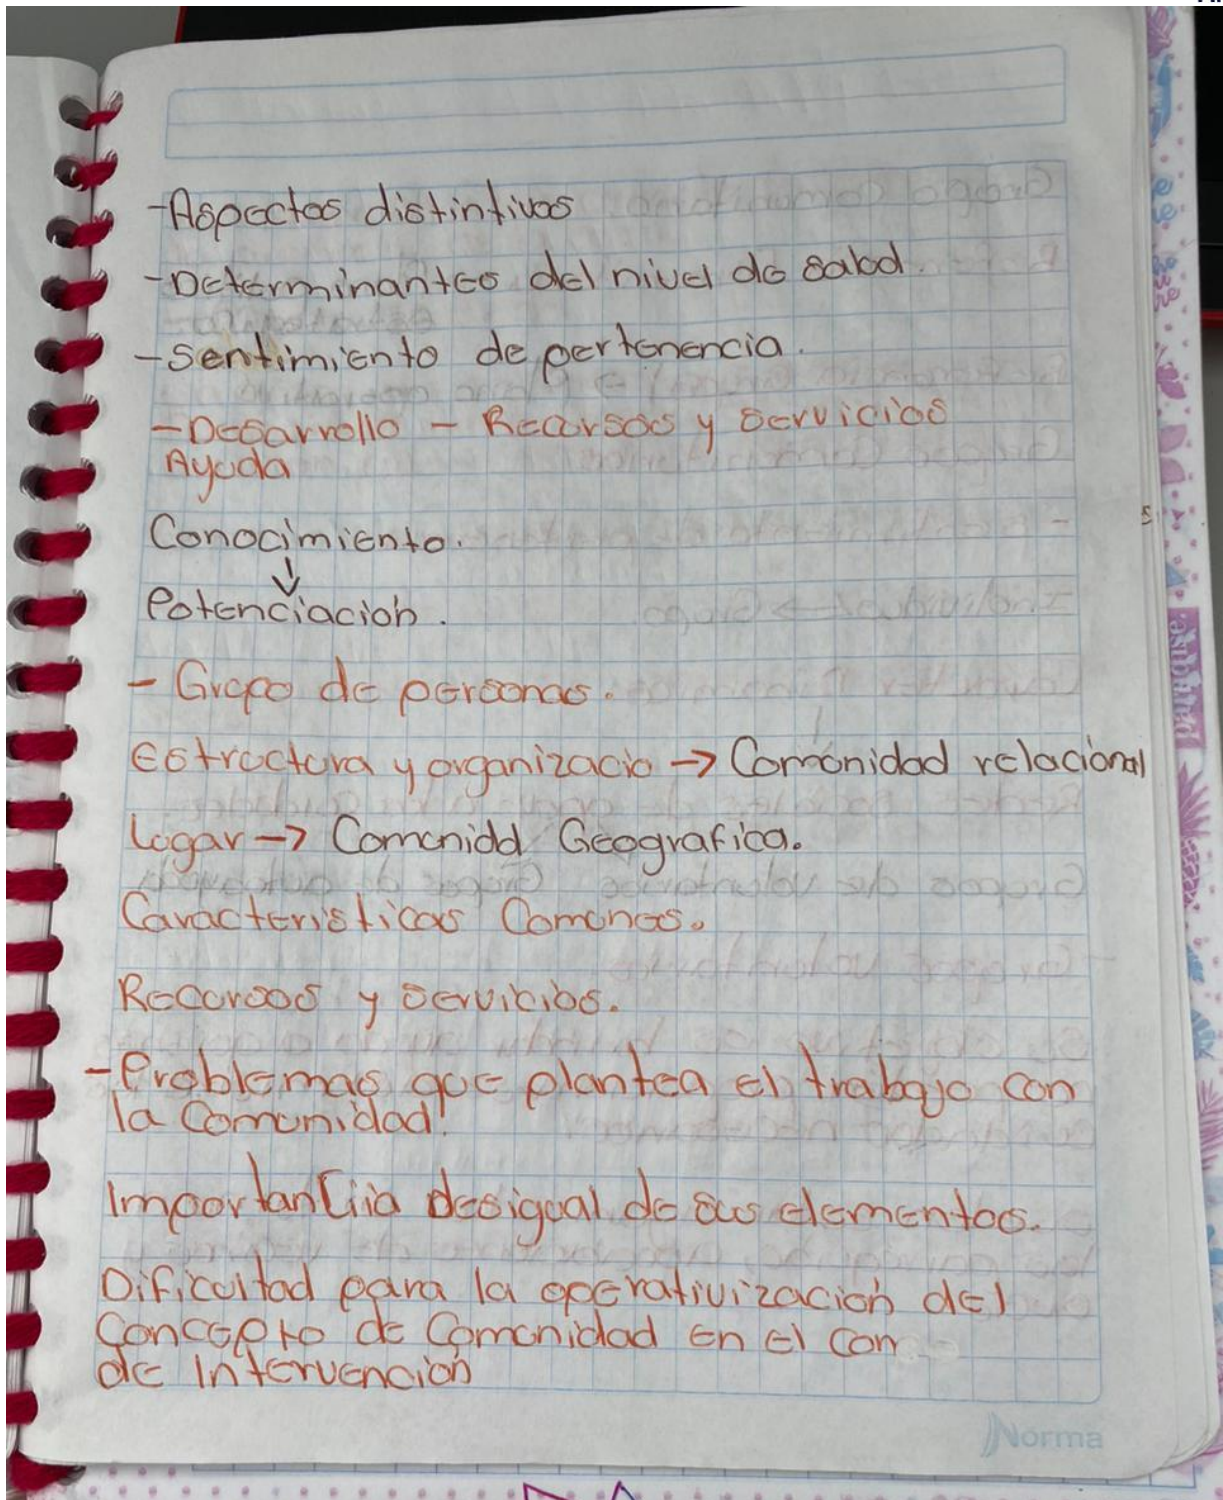 -Aspectos distintivos
-Determinantes del nivel de salud.
-Sentimiento de pertenencia.
-Desarrollo - Recursos y servicios
Ayuda
Conocimiento.
↓
Potenciación.
- Grupo de personas.
Estructura y organizacio → Comunidad relacional
lugar → Comunidd Geografica.
Caracteristicas Comunes.
Recursos y servicios.
-Problemas que plantea el trabajo con
la Comunidad!
Importancia desigual de sus elementos.
Dificultad para la operativización del
Concepto de Comunidad en el con
de intervención
Norma